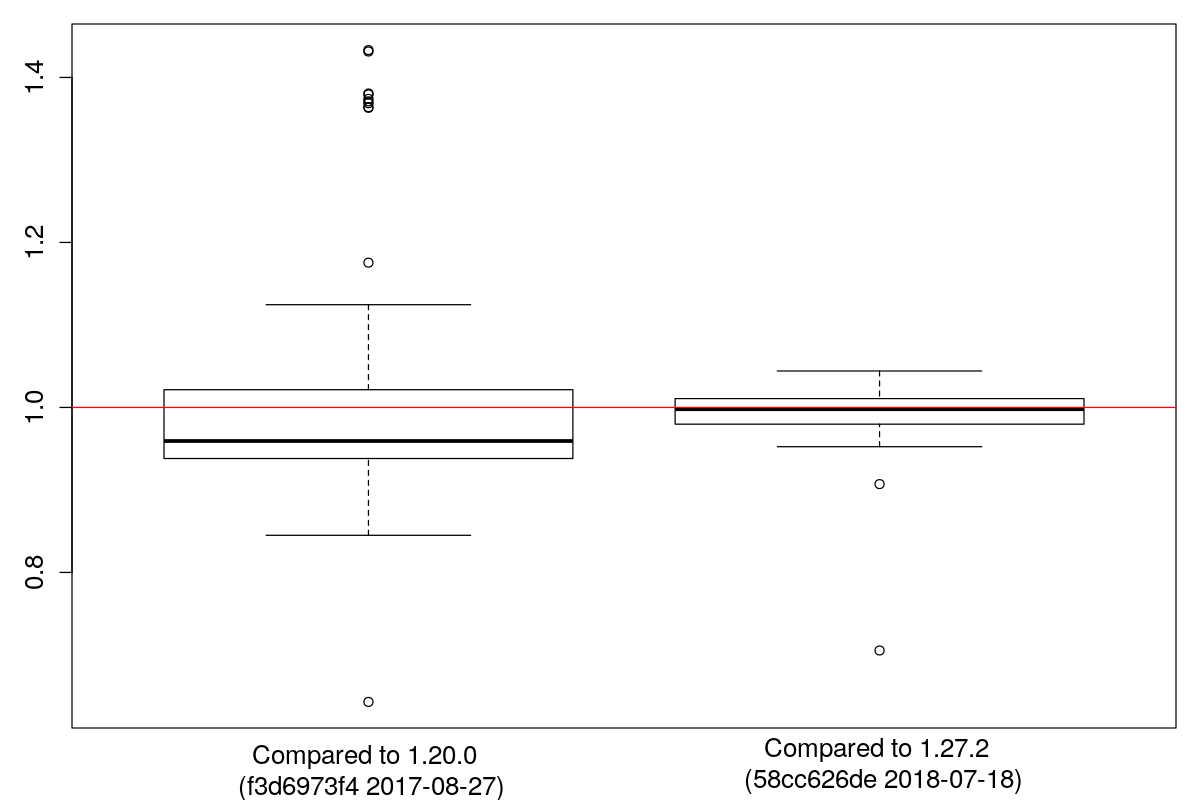 1.4
1.2
1.0
0.8
Compared to 1.20.0
(f3d6973f4 2017-08-27)
Compared to 1.27.2
(58cc626de 2018-07-18)